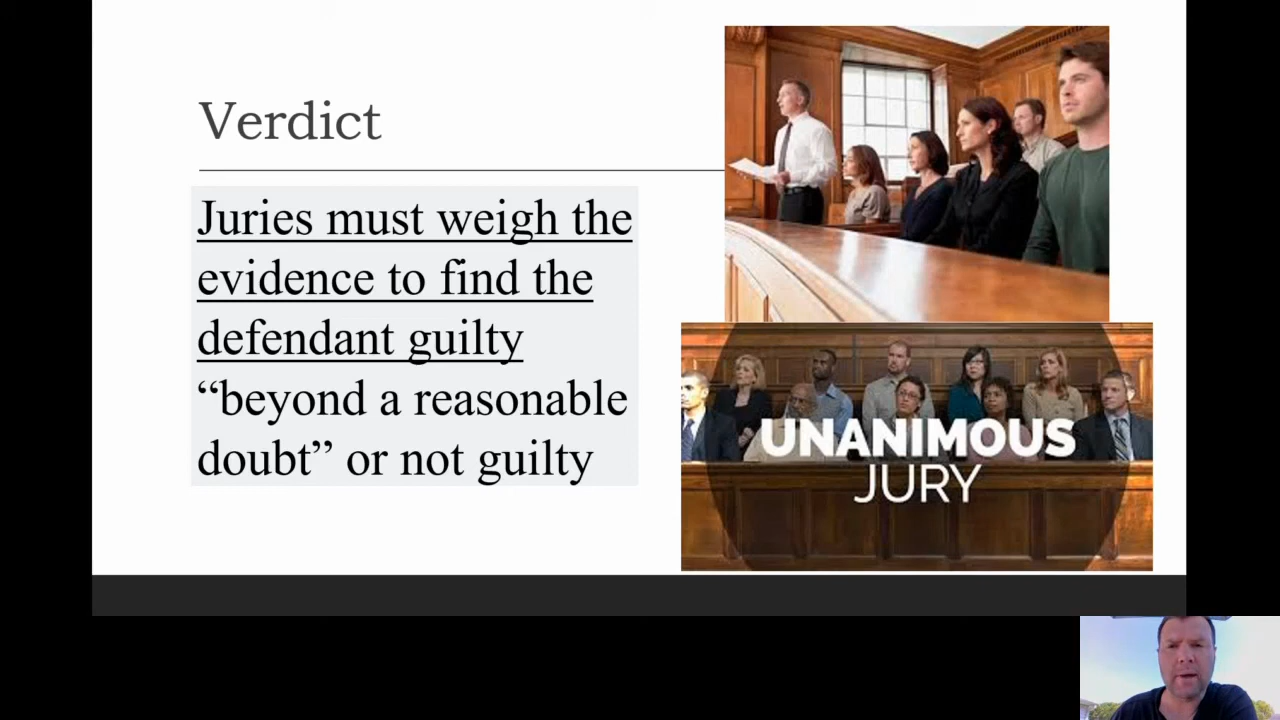 Verdict
Juries must weigh the
evidence to find the
defendant guilty
“beyond a reasonable
doubt” or not guilty
UNANIMOUS
JURY